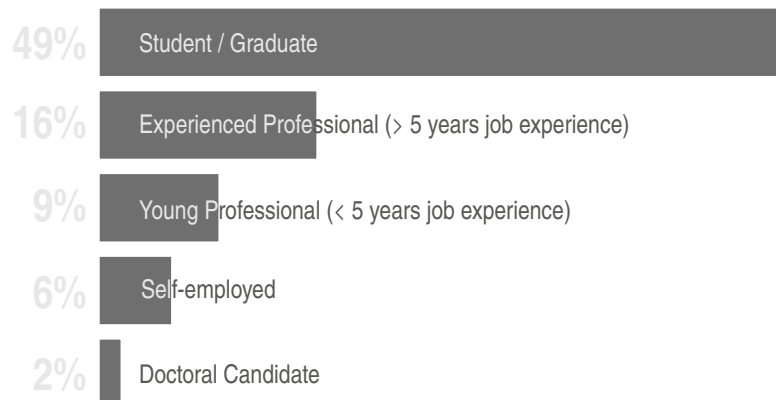 49% Student / Graduate
16% Experienced Professional (> 5 years job experience)
9% Young Professional (< 5 years job experience)
6% Self-employed
2% Doctoral Candidate